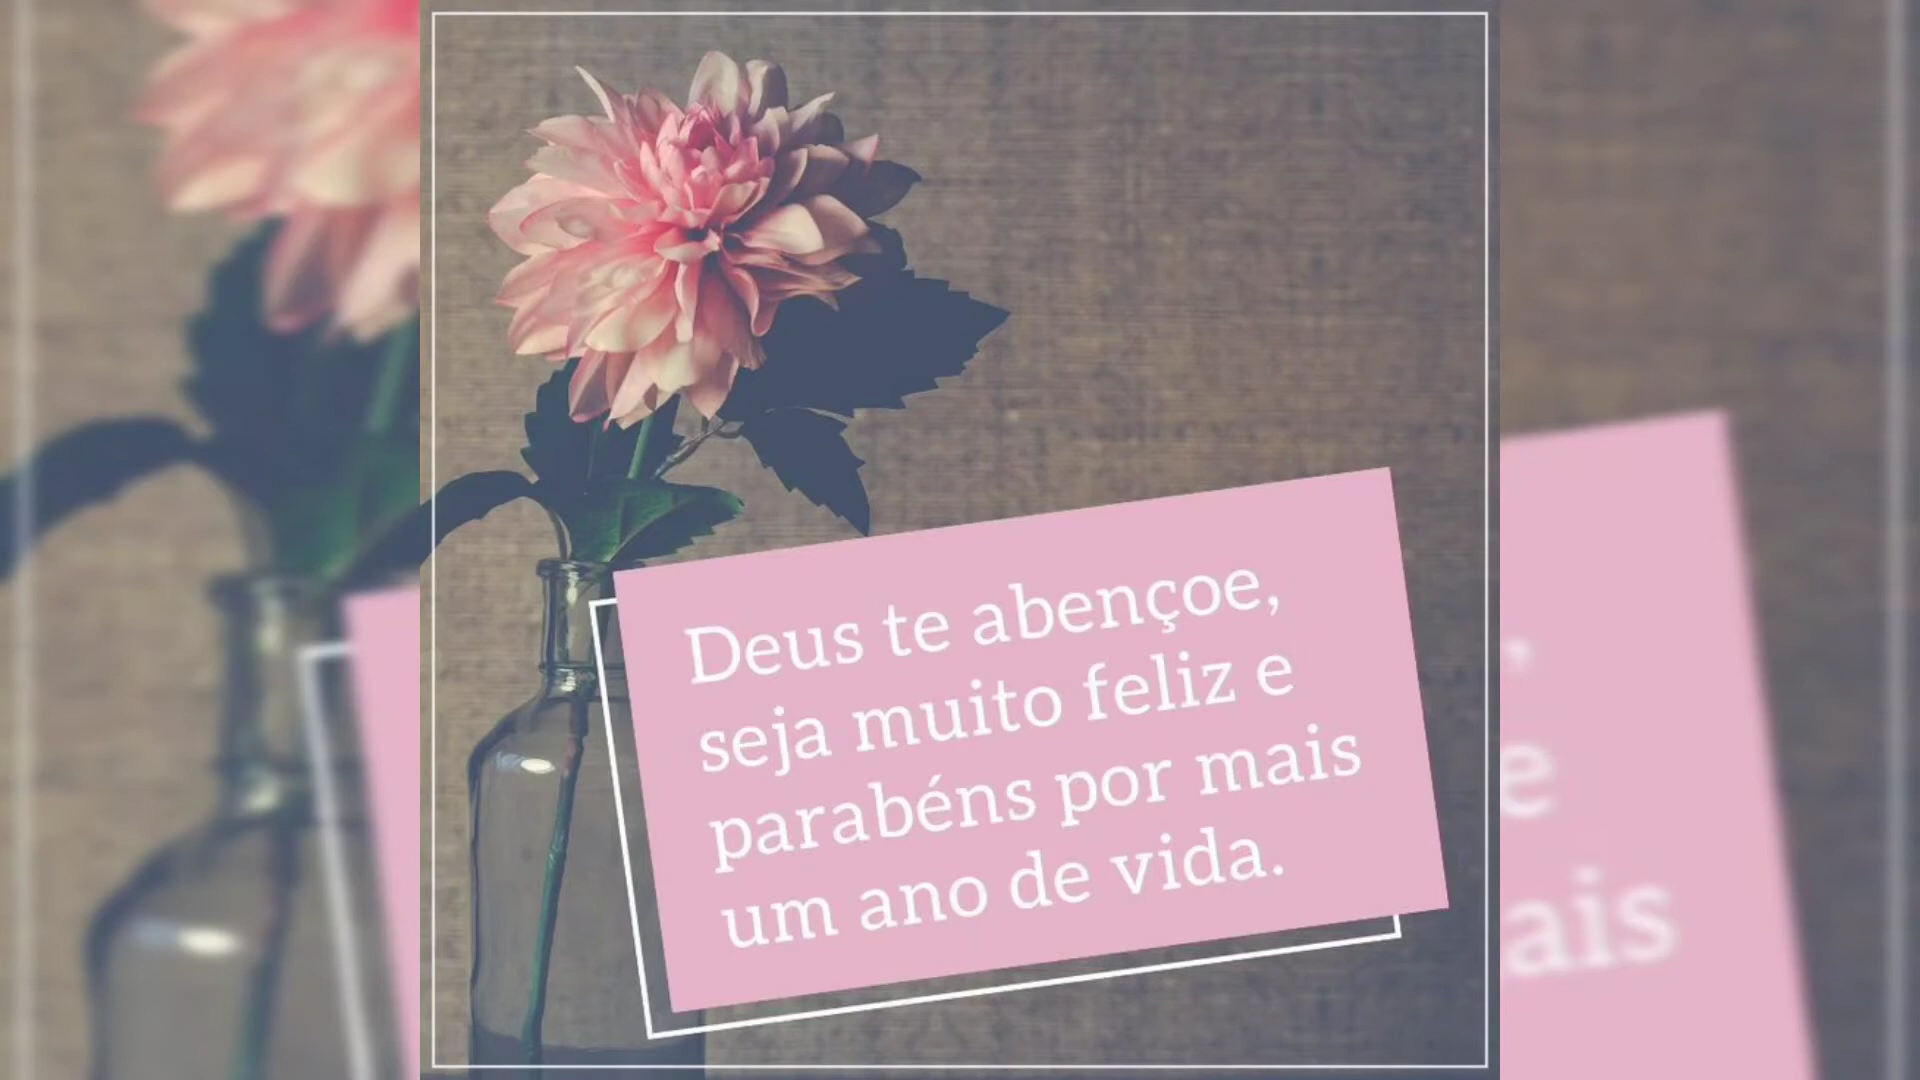 Deus te abençoe,
seja muito feliz e
parabéns por mais
um ano de vida.